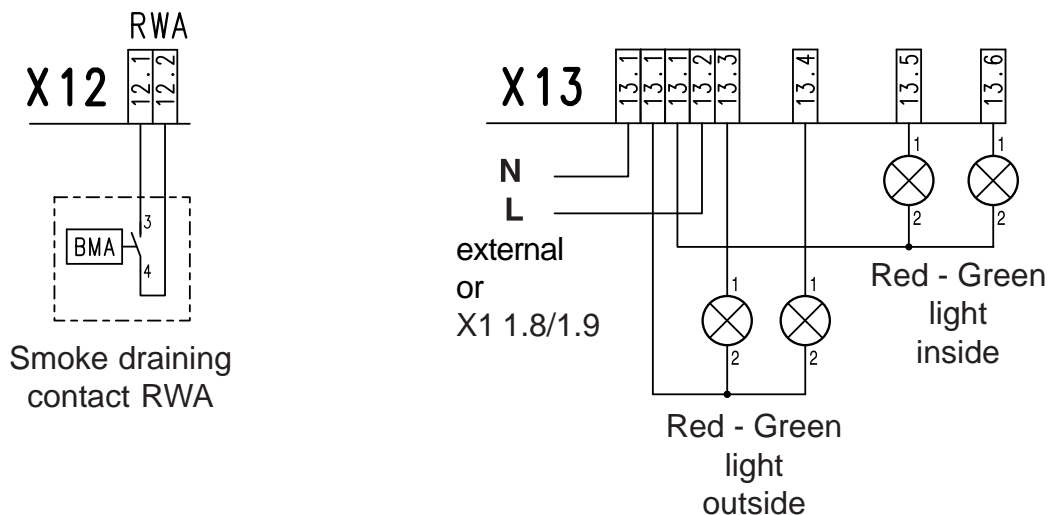 RWA
X12
12.1
12.2
3
BMA
4
Smoke draining
contact RWA
X13
13.1
13.1
13.1
13.2
13.3
13.4
13.5
13.6
N
L
external
or
X1 1.8/1.9
1
2
1
2
Red - Green
light
inside
1
2
1
2
Red - Green
light
outside